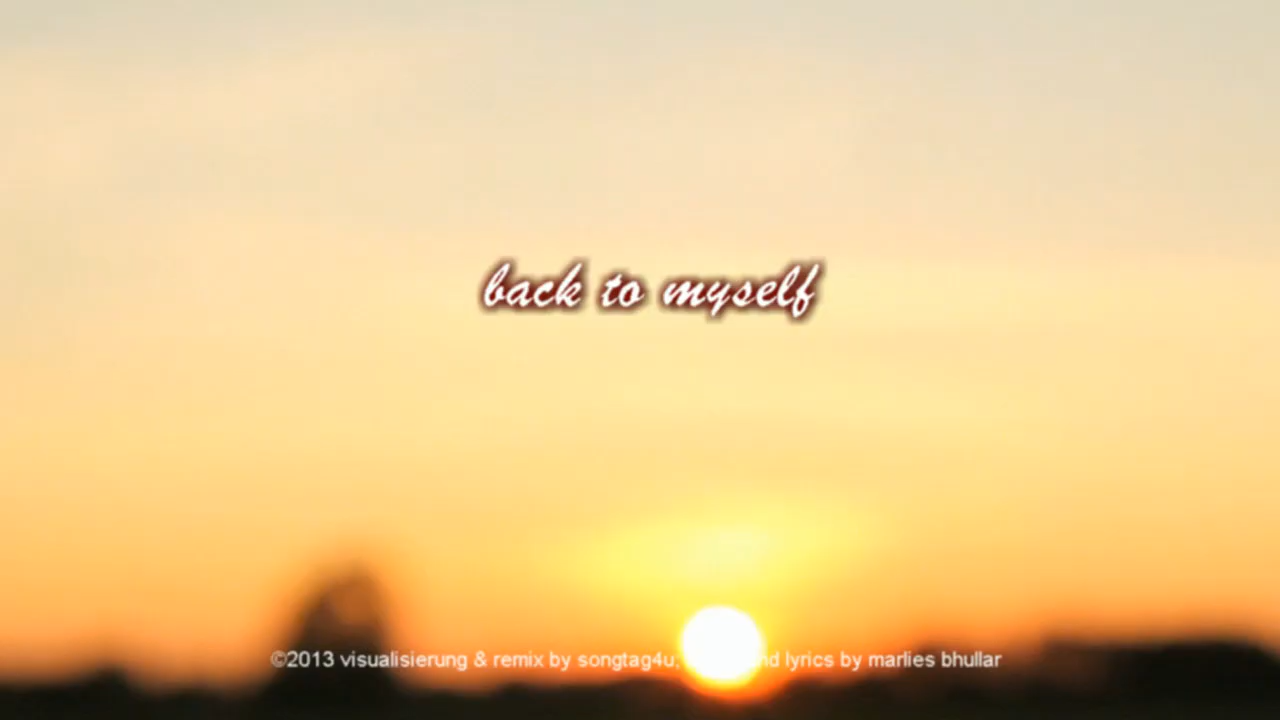 back to myself
©2013 visualisierung & remix by songtag4u, lyrics by marlies bhullar